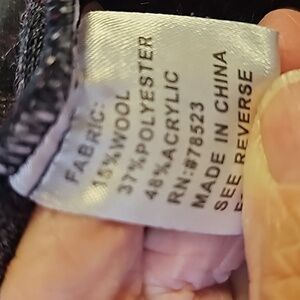 FABRIC:
15%WOOL
37%POLYESTER
48%ACRYLIC
RN:#78523
MADE IN CHINA
SEE REVERSE